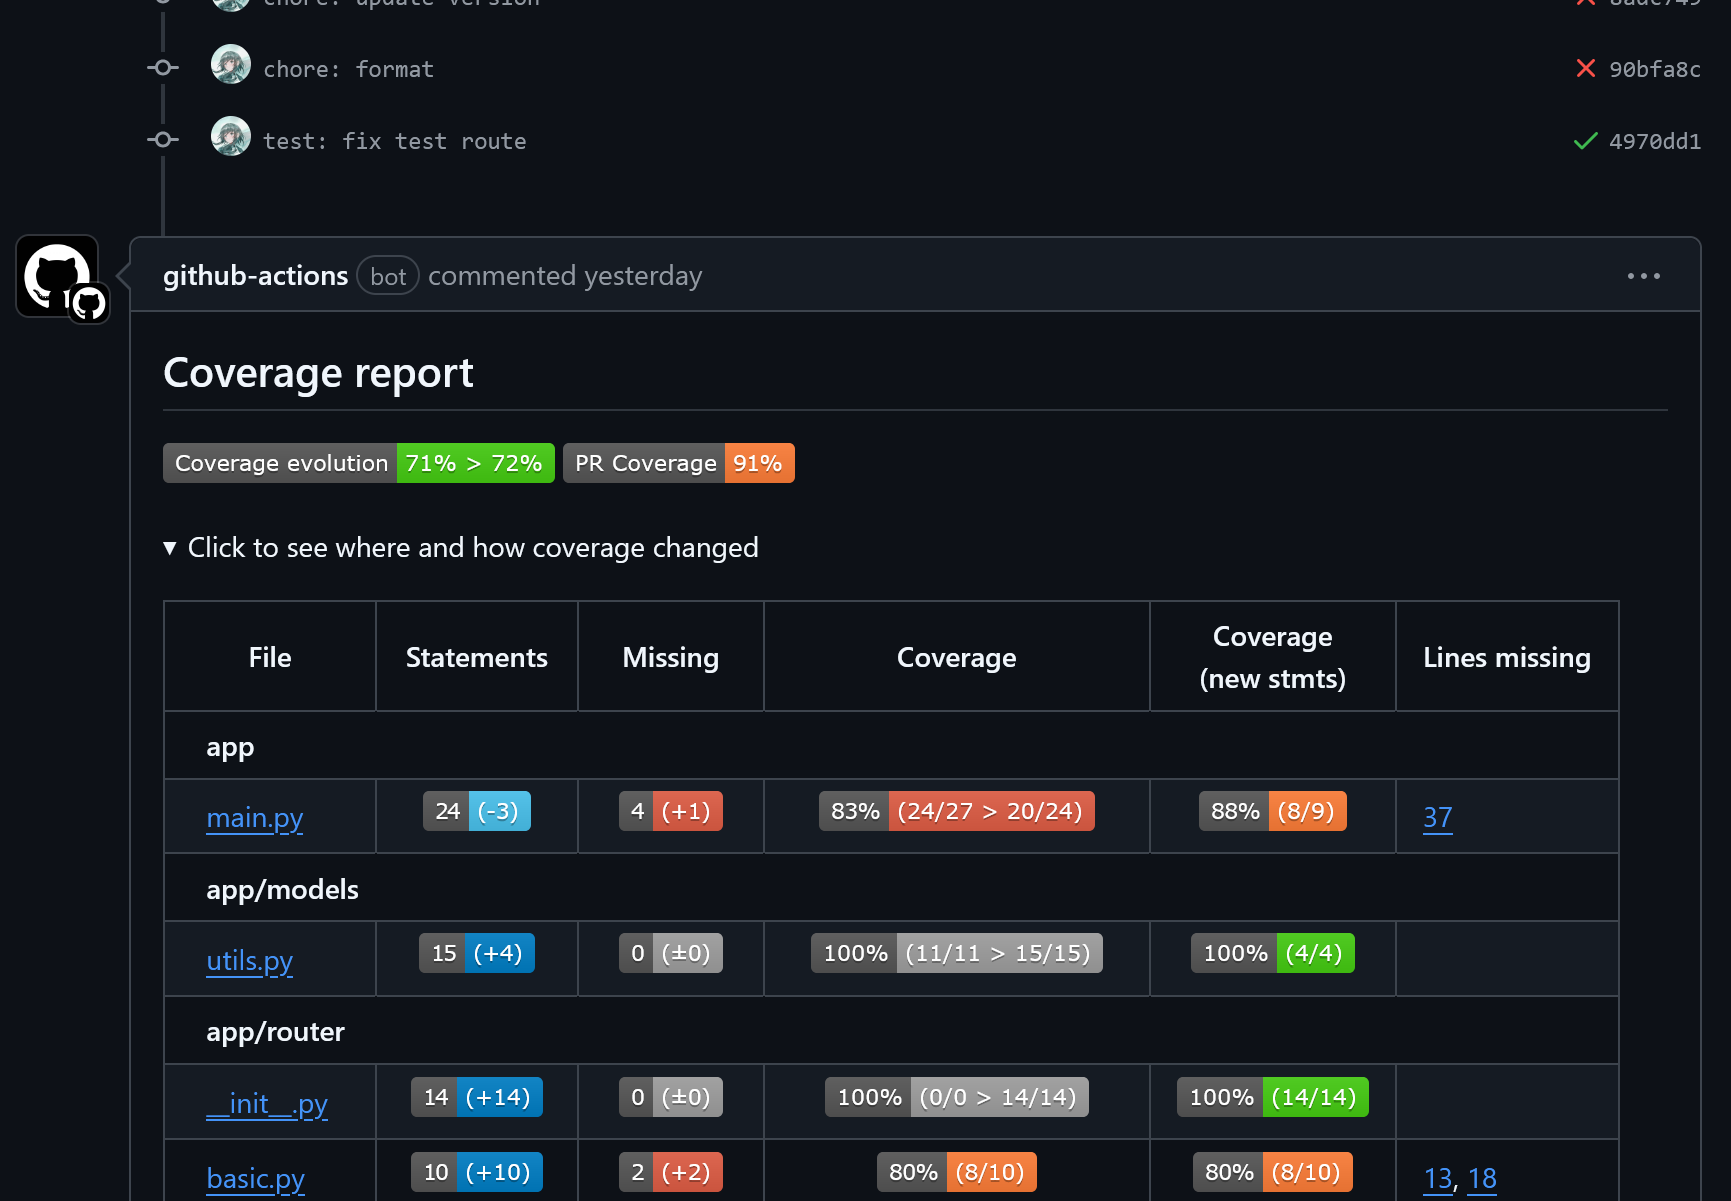 chore: update version
chore: format 90bfa8c
test: fix test route 4970dd1
github-actions bot commented yesterday
Coverage report
Coverage evolution 71% > 72% PR Coverage 91%
▼ Click to see where and how coverage changed
File Statements Missing Coverage Coverage (new stmts) Lines missing
app
main.py 24 (-3) 4 (+1) 83% (24/27 > 20/24) 88% (8/9) 37
app/models
utils.py 15 (+4) 0 (±0) 100% (11/11 > 15/15) 100% (4/4)
app/router
__init__.py 14 (+14) 0 (±0) 100% (0/0 > 14/14) 100% (14/14)
basic.py 10 (+10) 2 (+2) 80% (8/10) 80% (8/10) 13, 18